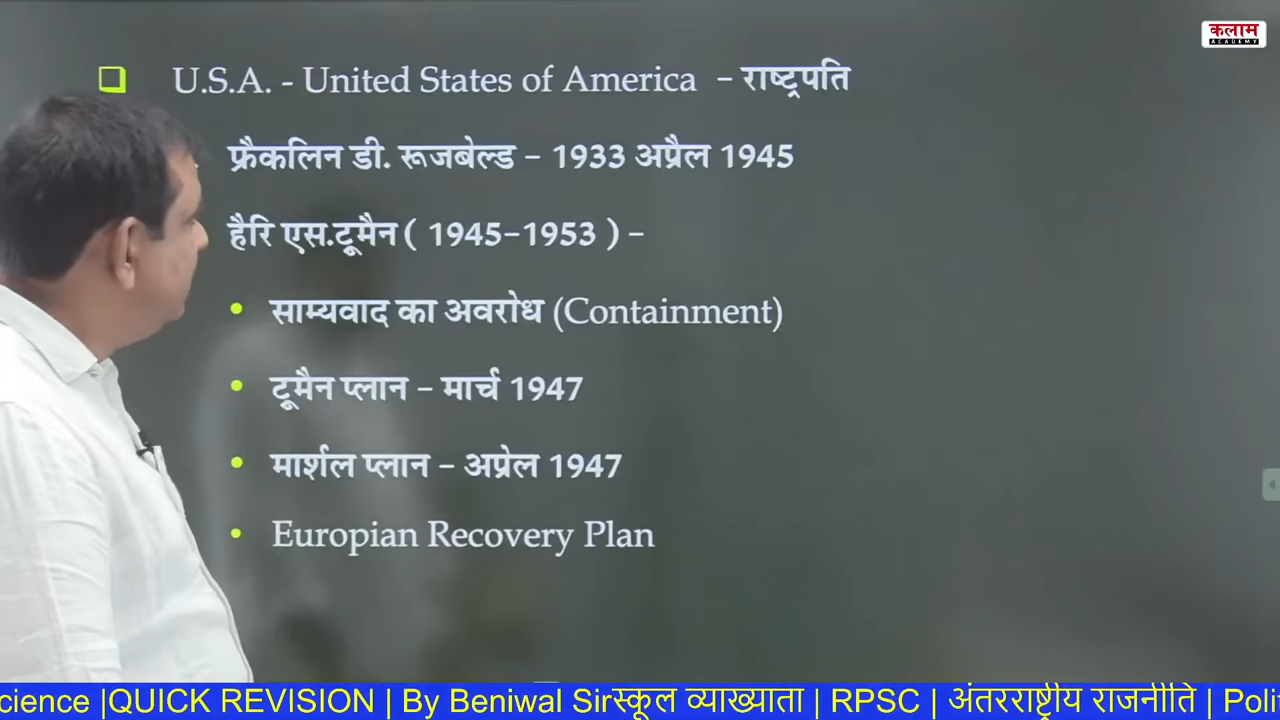 कलाम
ACADEMY
U.S.A. - United States of America – राष्ट्रपति
फ्रैकलिन डी. रूजबेल्ड – 1933 अप्रैल 1945
हैरि एस.ट्रूमैन ( 1945–1953 ) –
साम्यवाद का अवरोध (Containment)
ट्रूमैन प्लान – मार्च 1947
मार्शल प्लान – अप्रेल 1947
Europian Recovery Plan
cience |QUICK REVISION | By Beniwal Sirस्कूल व्याख्याता | RPSC | अंतरराष्ट्रीय राजनीति | Poli